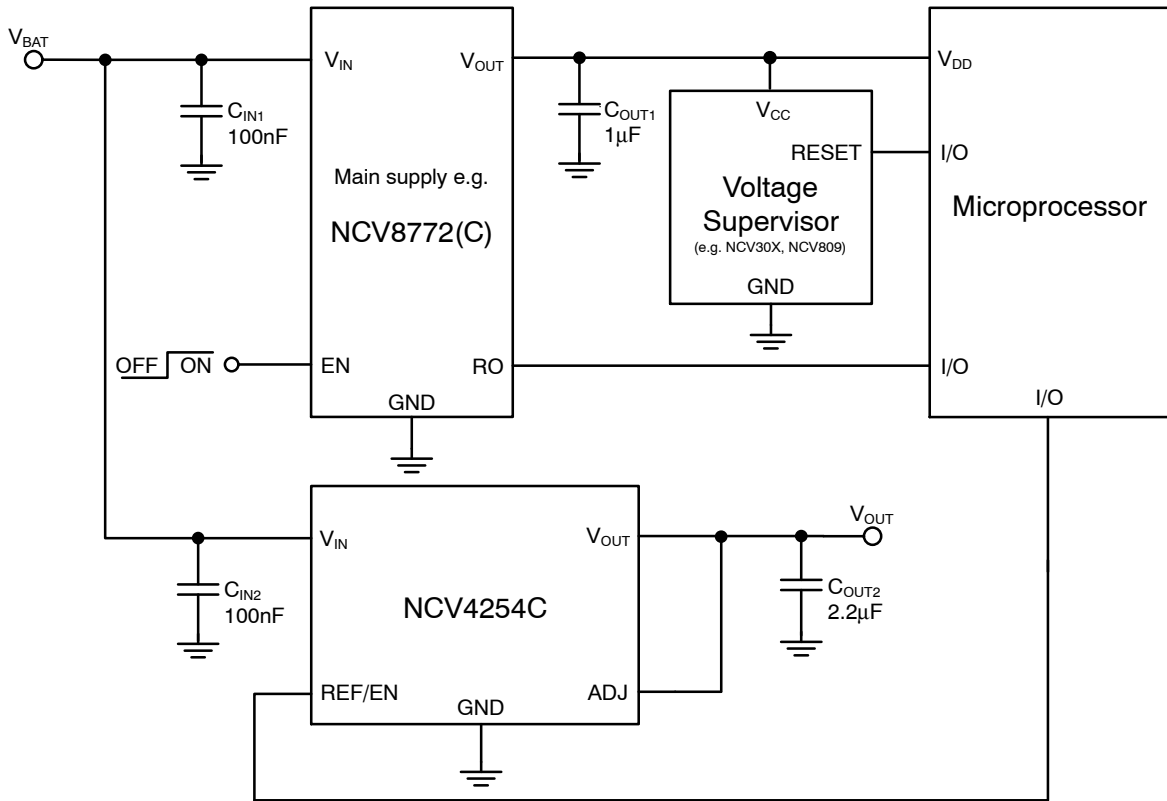 VBAT
VIN
VOUT
VDD
CIN1
100nF
COUT1
1μF
VCC
RESET
I/O
Main supply e.g.
NCV8772(C)
Voltage
Supervisor
(e.g. NCV30X, NCV809)
GND
Microprocessor
OFF ON
EN
RO
I/O
GND
I/O
VIN
VOUT
VOUT
CIN2
100nF
NCV4254C
COUT2
2.2μF
REF/EN
GND
ADJ